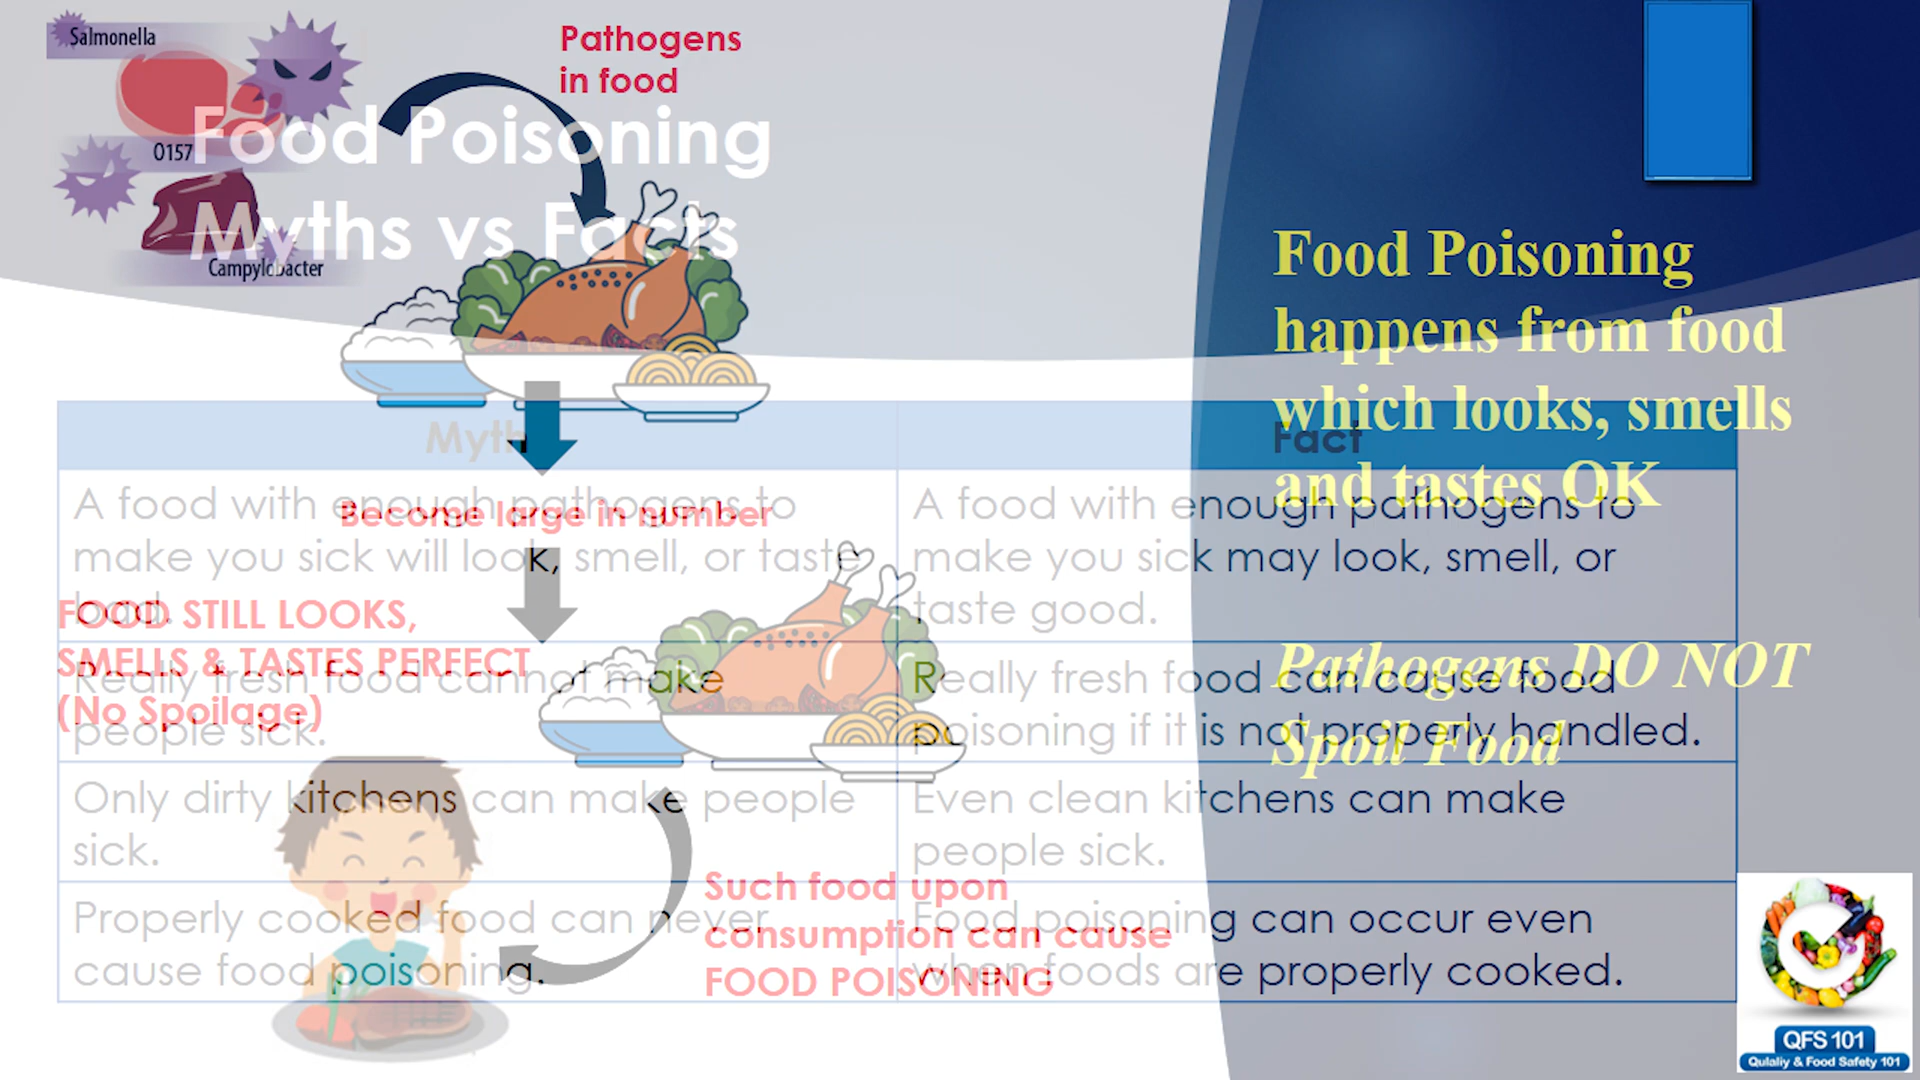 Salmonella
O157
Campylobacter
Pathogens
in food
Food Poisoning
Myths vs Facts
Become large in number
FOOD STILL LOOKS,
SMELLS & TASTES PERFECT
(No Spoilage)
Such food upon
consumption can cause
FOOD POISONING
Food Poisoning
happens from food
which looks, smells
and tastes OK
Pathogens DO NOT
Spoil Food
Myth
Fact
A food with enough pathogens to
make you sick will look, smell, or taste
bad.
A food with enough pathogens to
make you sick may look, smell, or
taste good.
Really fresh food cannot make
people sick.
Really fresh food can cause food
poisoning if it is not properly handled.
Only dirty kitchens can make people
sick.
Even clean kitchens can make
people sick.
Properly cooked food can never
cause food poisoning.
Food poisoning can occur even
when foods are properly cooked.
QFS 101
Qulaliy & Food Safety 101